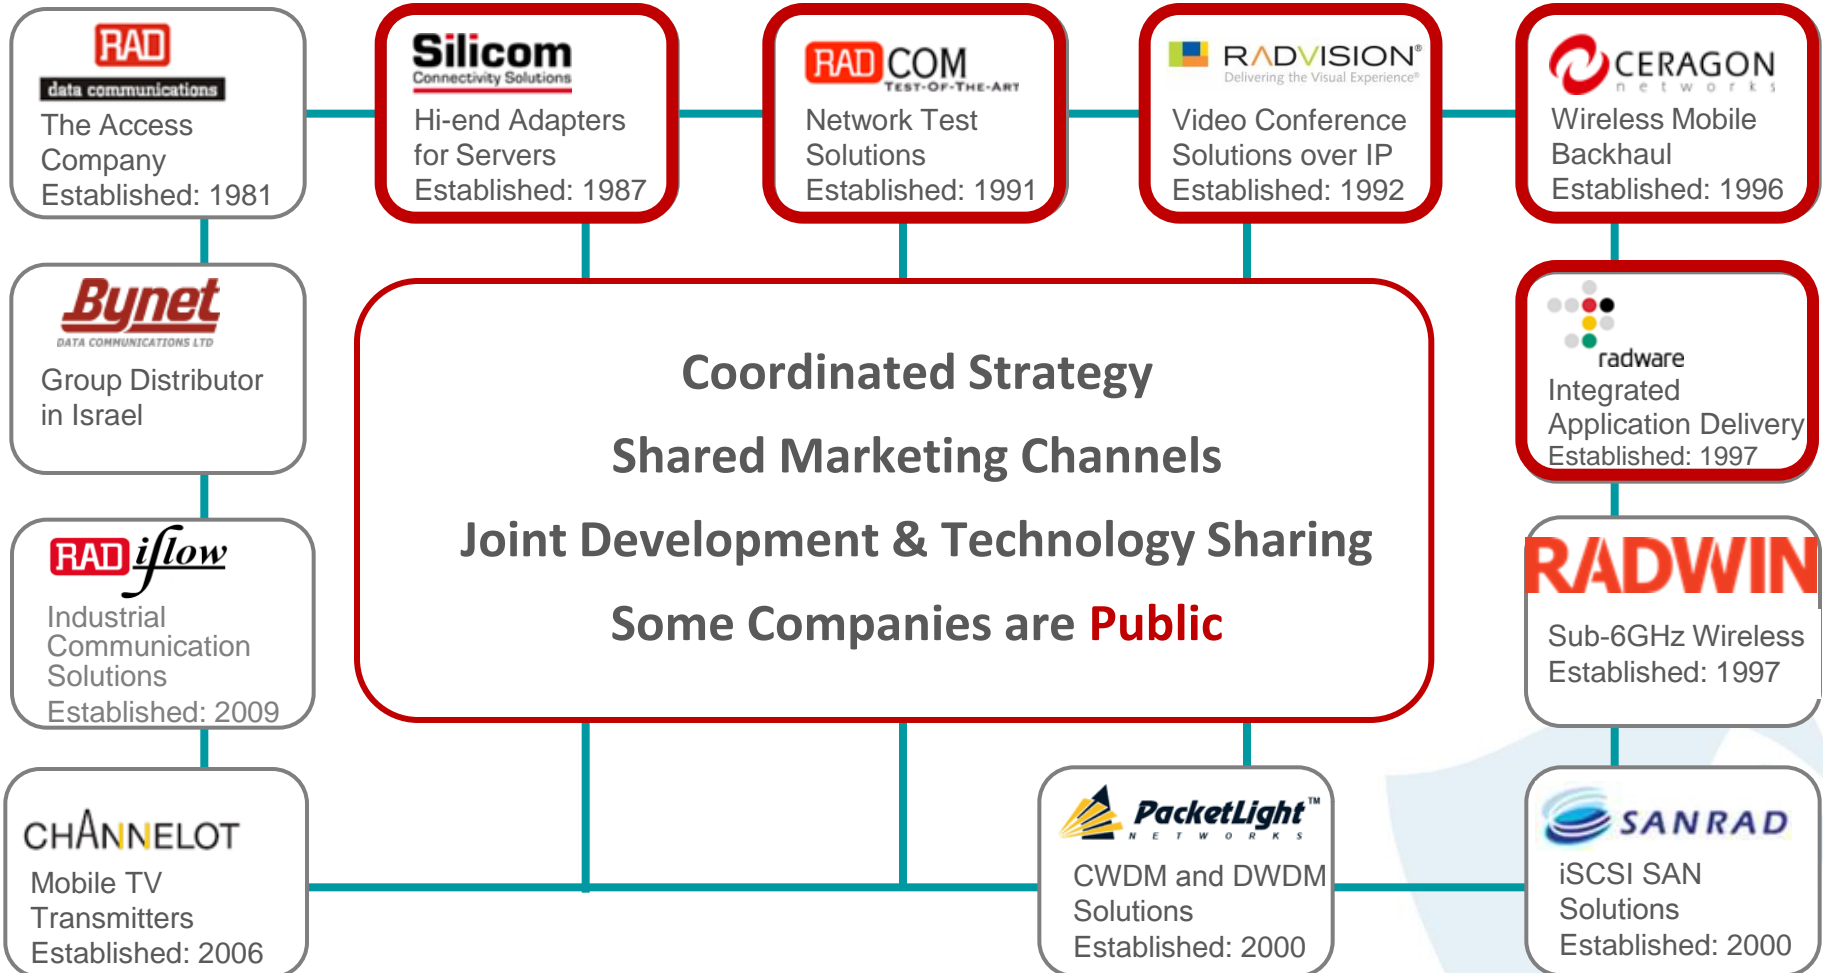 RAD
data communications
The Access
Company
Established: 1981
Silicom
Connectivity Solutions
Hi-end Adapters
for Servers
Established: 1987
RAD COM
TEST-OF-THE-ART
Network Test
Solutions
Established: 1991
RADVISION®
Delivering the Visual Experience®
Video Conference
Solutions over IP
Established: 1992
CERAGON
networks
Wireless Mobile
Backhaul
Established: 1996
Bynet
DATA COMMUNICATIONS LTD
Group Distributor
in Israel
Coordinated Strategy
Shared Marketing Channels
Joint Development & Technology Sharing
Some Companies are Public
radware
Integrated
Application Delivery
Established: 1997
RADiflow
Industrial
Communication
Solutions
Established: 2009
RADWIN
Sub-6GHz Wireless
Established: 1997
CHANNELOT
Mobile TV
Transmitters
Established: 2006
PacketLight™
NETWORKS
CWDM and DWDM
Solutions
Established: 2000
SANRAD
iSCSI SAN
Solutions
Established: 2000